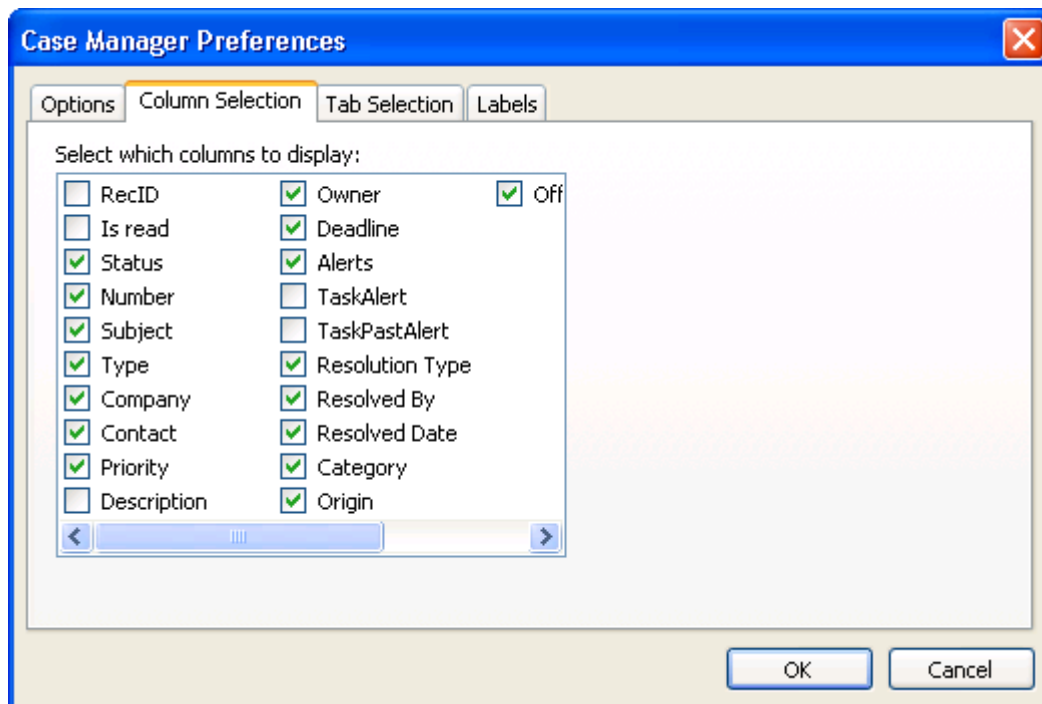 Case Manager Preferences
Options Column Selection Tab Selection Labels
Select which columns to display:
RecID Owner Off
Is read Deadline
Status Alerts
Number TaskAlert
Subject TaskPastAlert
Type Resolution Type
Company Resolved By
Contact Resolved Date
Priority Category
Description Origin
OK Cancel